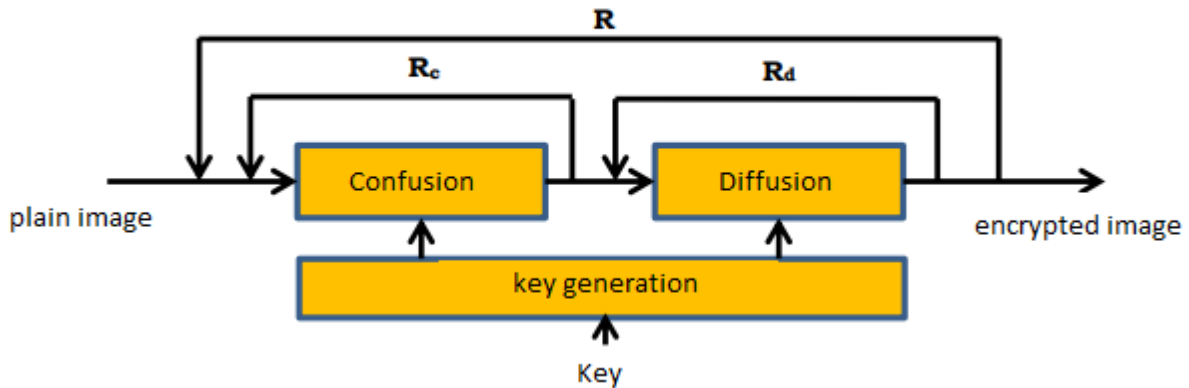 R
Rc
Rd
Confusion
Diffusion
plain image
encrypted image
key generation
Key